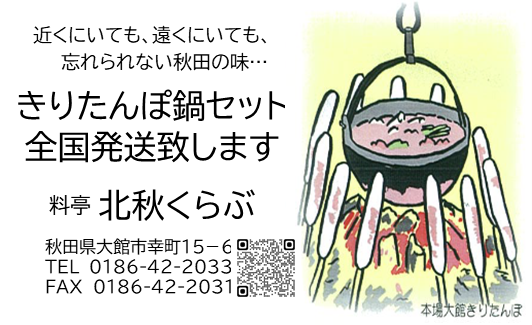 近くにいても、遠くにいても、
忘れられない秋田の味…
きりたんぽ鍋セット
全国発送致します
料亭 北秋くらぶ
秋田県大館市幸町15－6
TEL 0186-42-2033
FAX 0186-42-2031
本場大館きりたんぽ